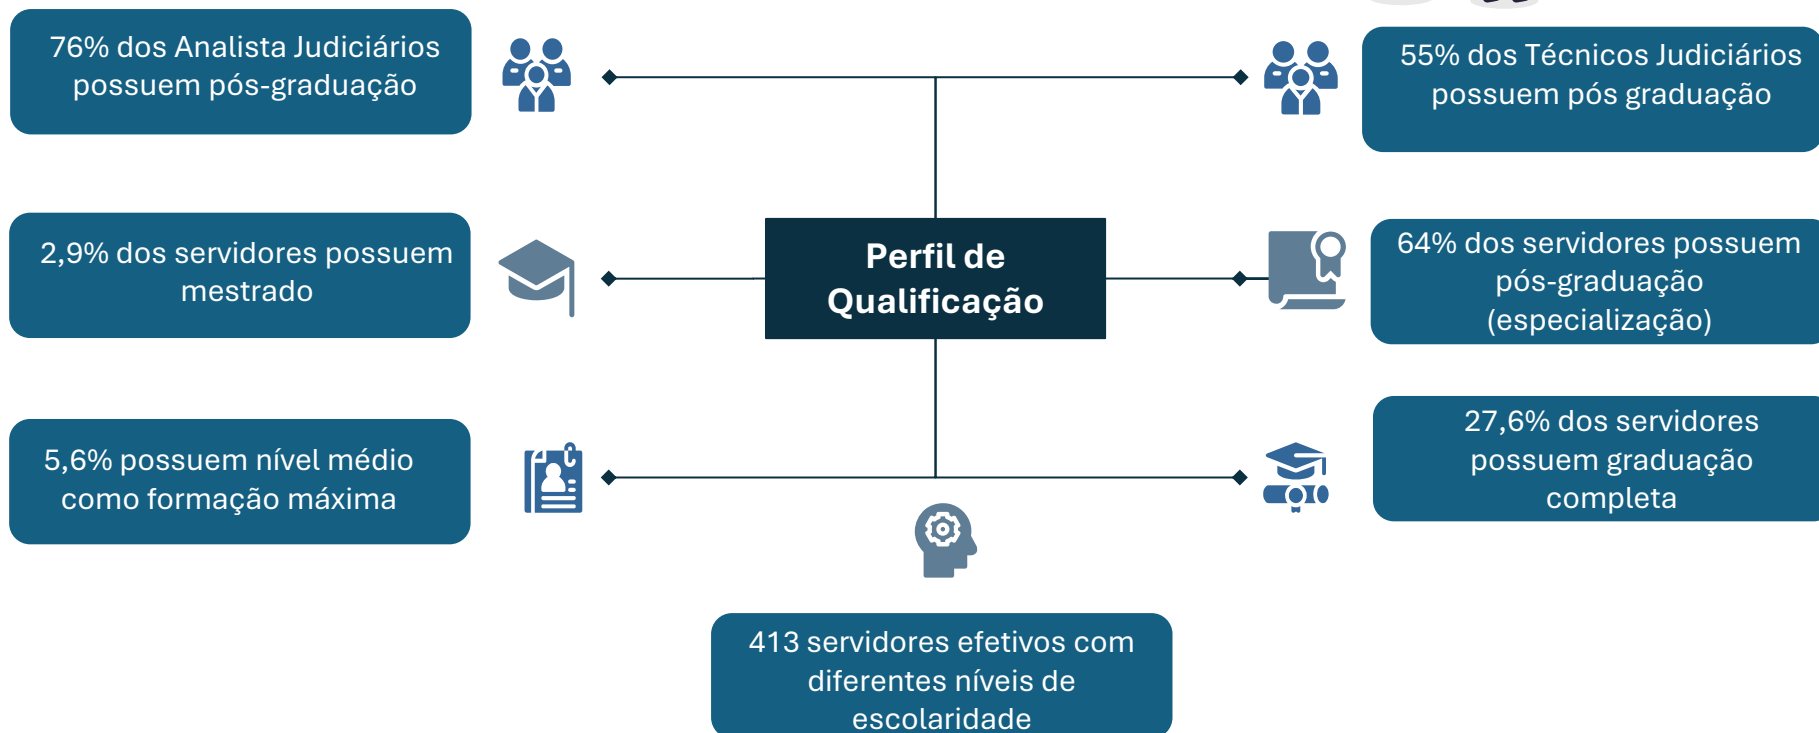 76% dos Analista Judiciários
possuem pós-graduação
55% dos Técnicos Judiciários
possuem pós graduação
2,9% dos servidores possuem
mestrado
Perfil de
Qualificação
64% dos servidores possuem
pós-graduação
(especialização)
5,6% possuem nível médio
como formação máxima
27,6% dos servidores
possuem graduação
completa
413 servidores efetivos com
diferentes níveis de
escolaridade